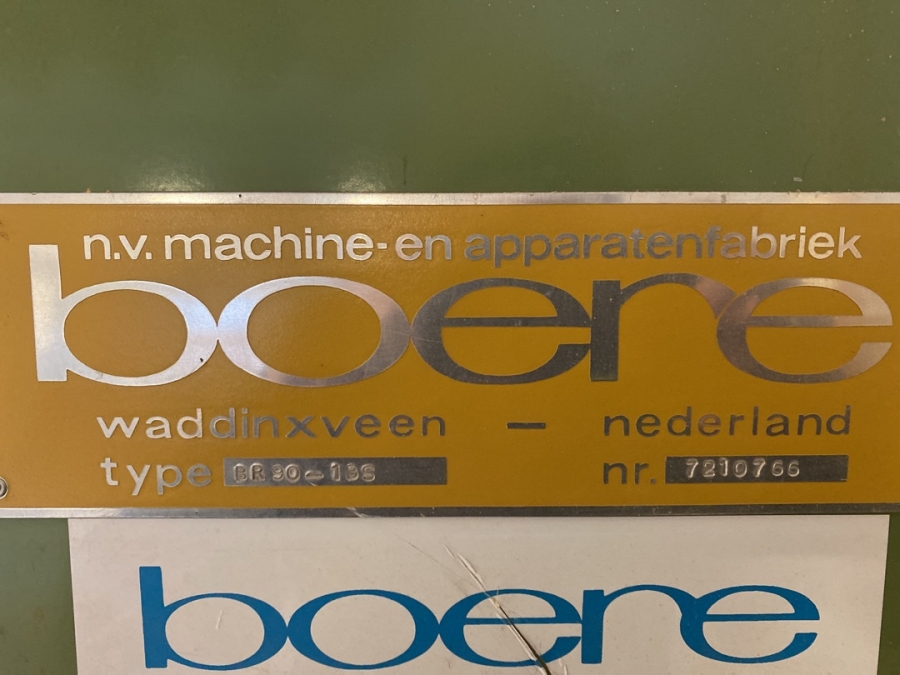 n.v. machine- en apparatenfabriek
boere
waddinxveen – nederland
type BR 30-13S nr. 7210766
boere